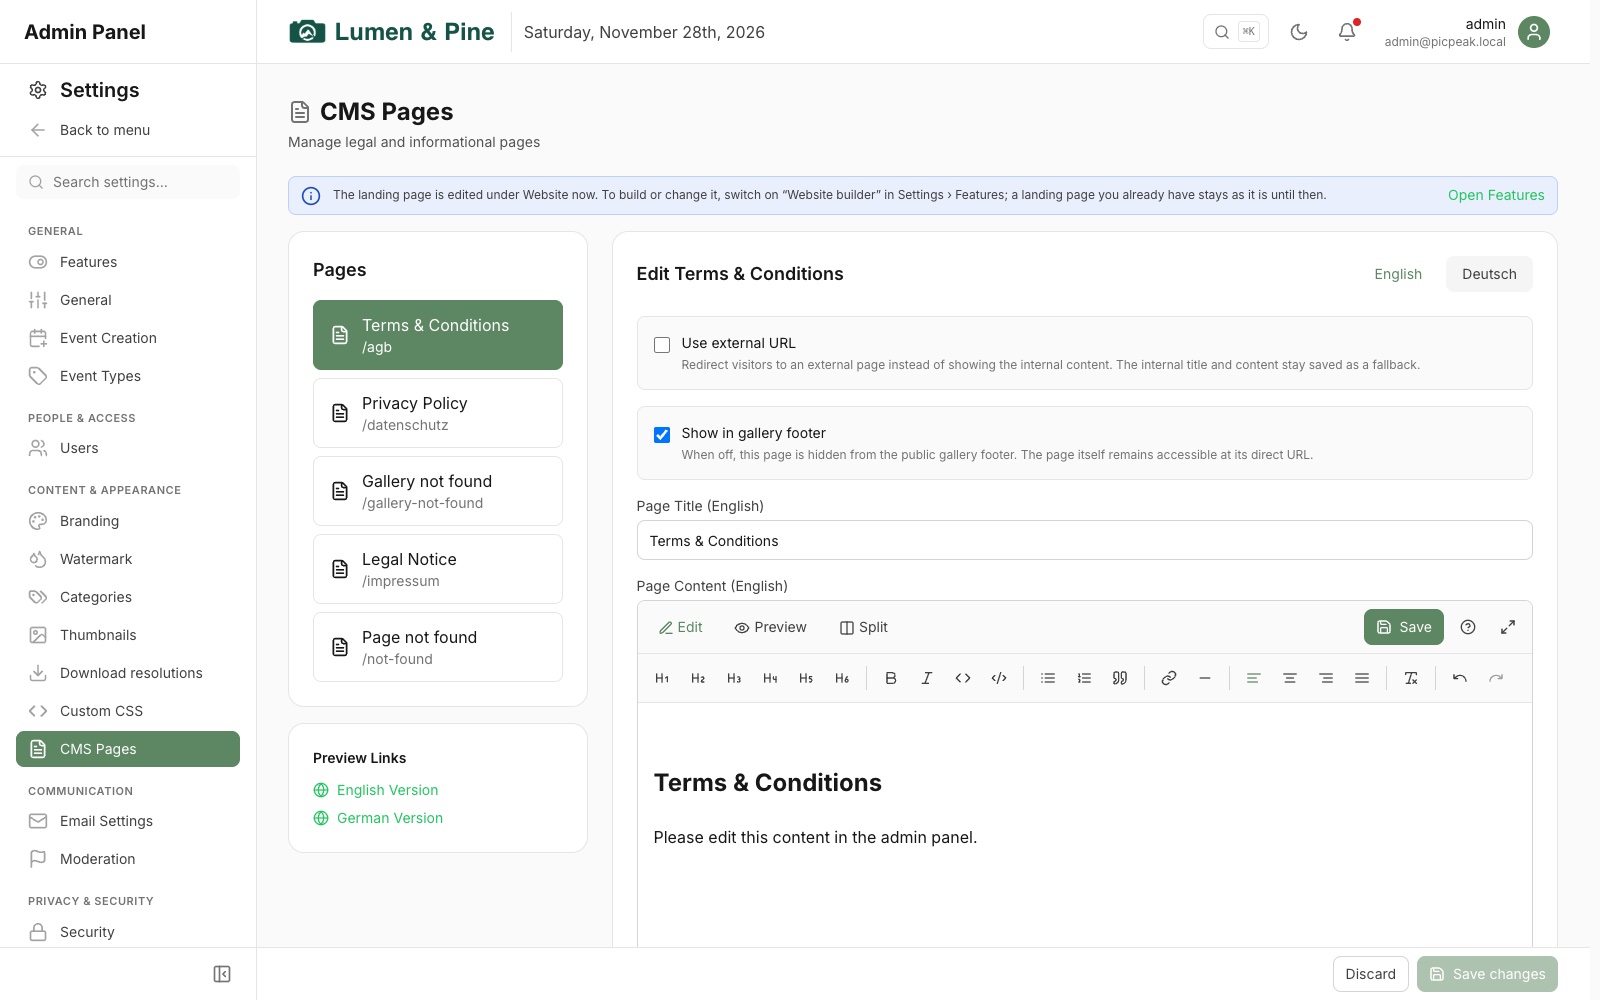 Admin Panel
Settings
Back to menu
Search settings...
GENERAL
Features
General
Event Creation
Event Types
PEOPLE & ACCESS
Users
CONTENT & APPEARANCE
Branding
Watermark
Categories
Thumbnails
Download resolutions
Custom CSS
CMS Pages
COMMUNICATION
Email Settings
Moderation
PRIVACY & SECURITY
Security
Lumen & Pine
Saturday, November 28th, 2026
⌘K
admin
admin@picpeak.local
CMS Pages
Manage legal and informational pages
The landing page is edited under Website now. To build or change it, switch on “Website builder” in Settings › Features; a landing page you already have stays as it is until then.
Open Features
Pages
Terms & Conditions
/agb
Privacy Policy
/datenschutz
Gallery not found
/gallery-not-found
Legal Notice
/impressum
Page not found
/not-found
Preview Links
English Version
German Version
Edit Terms & Conditions
English
Deutsch
Use external URL
Redirect visitors to an external page instead of showing the internal content. The internal title and content stay saved as a fallback.
Show in gallery footer
When off, this page is hidden from the public gallery footer. The page itself remains accessible at its direct URL.
Page Title (English)
Terms & Conditions
Page Content (English)
Edit
Preview
Split
Save
H1 H2 H3 H4 H5 H6 B I
Terms & Conditions
Please edit this content in the admin panel.
Discard
Save changes